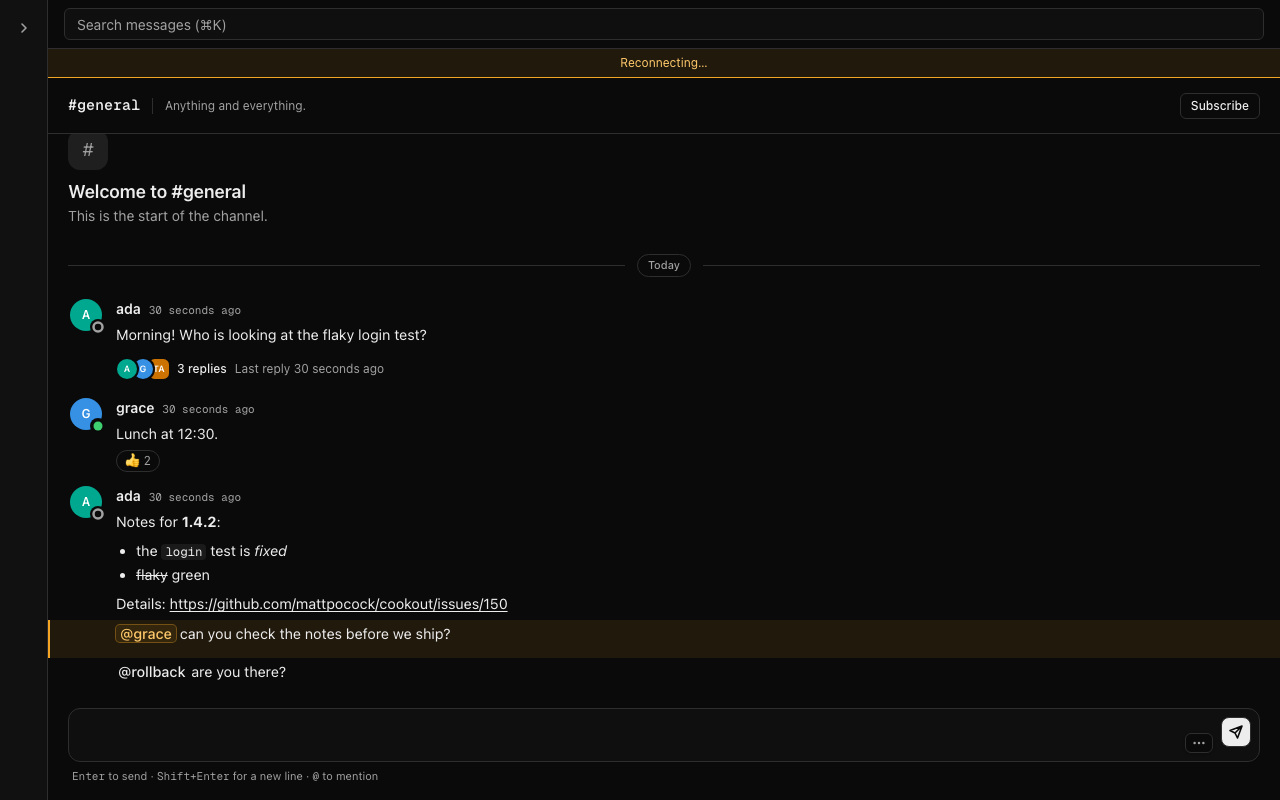 Search messages (⌘K)
Reconnecting…
#general
Anything and everything.
Subscribe
#
Welcome to #general
This is the start of the channel.
Today
A
ada 30 seconds ago
Morning! Who is looking at the flaky login test?
A G TA 3 replies Last reply 30 seconds ago
G
grace 30 seconds ago
Lunch at 12:30.
👍 2
A
ada 30 seconds ago
Notes for 1.4.2:
• the login test is fixed
• flaky green
Details: https://github.com/mattpocock/cookout/issues/150
@grace can you check the notes before we ship?
@rollback are you there?
Enter to send · Shift+Enter for a new line · @ to mention